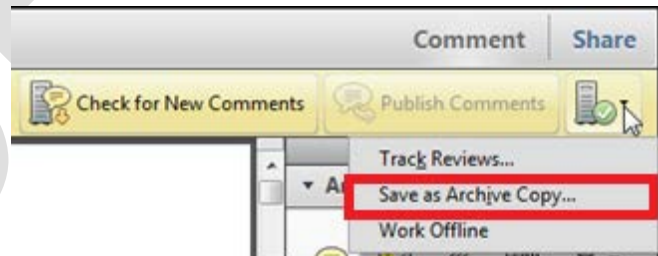 Comment Share
Check for New Comments Publish Comments
Track Reviews...
Save as Archive Copy...
Work Offline